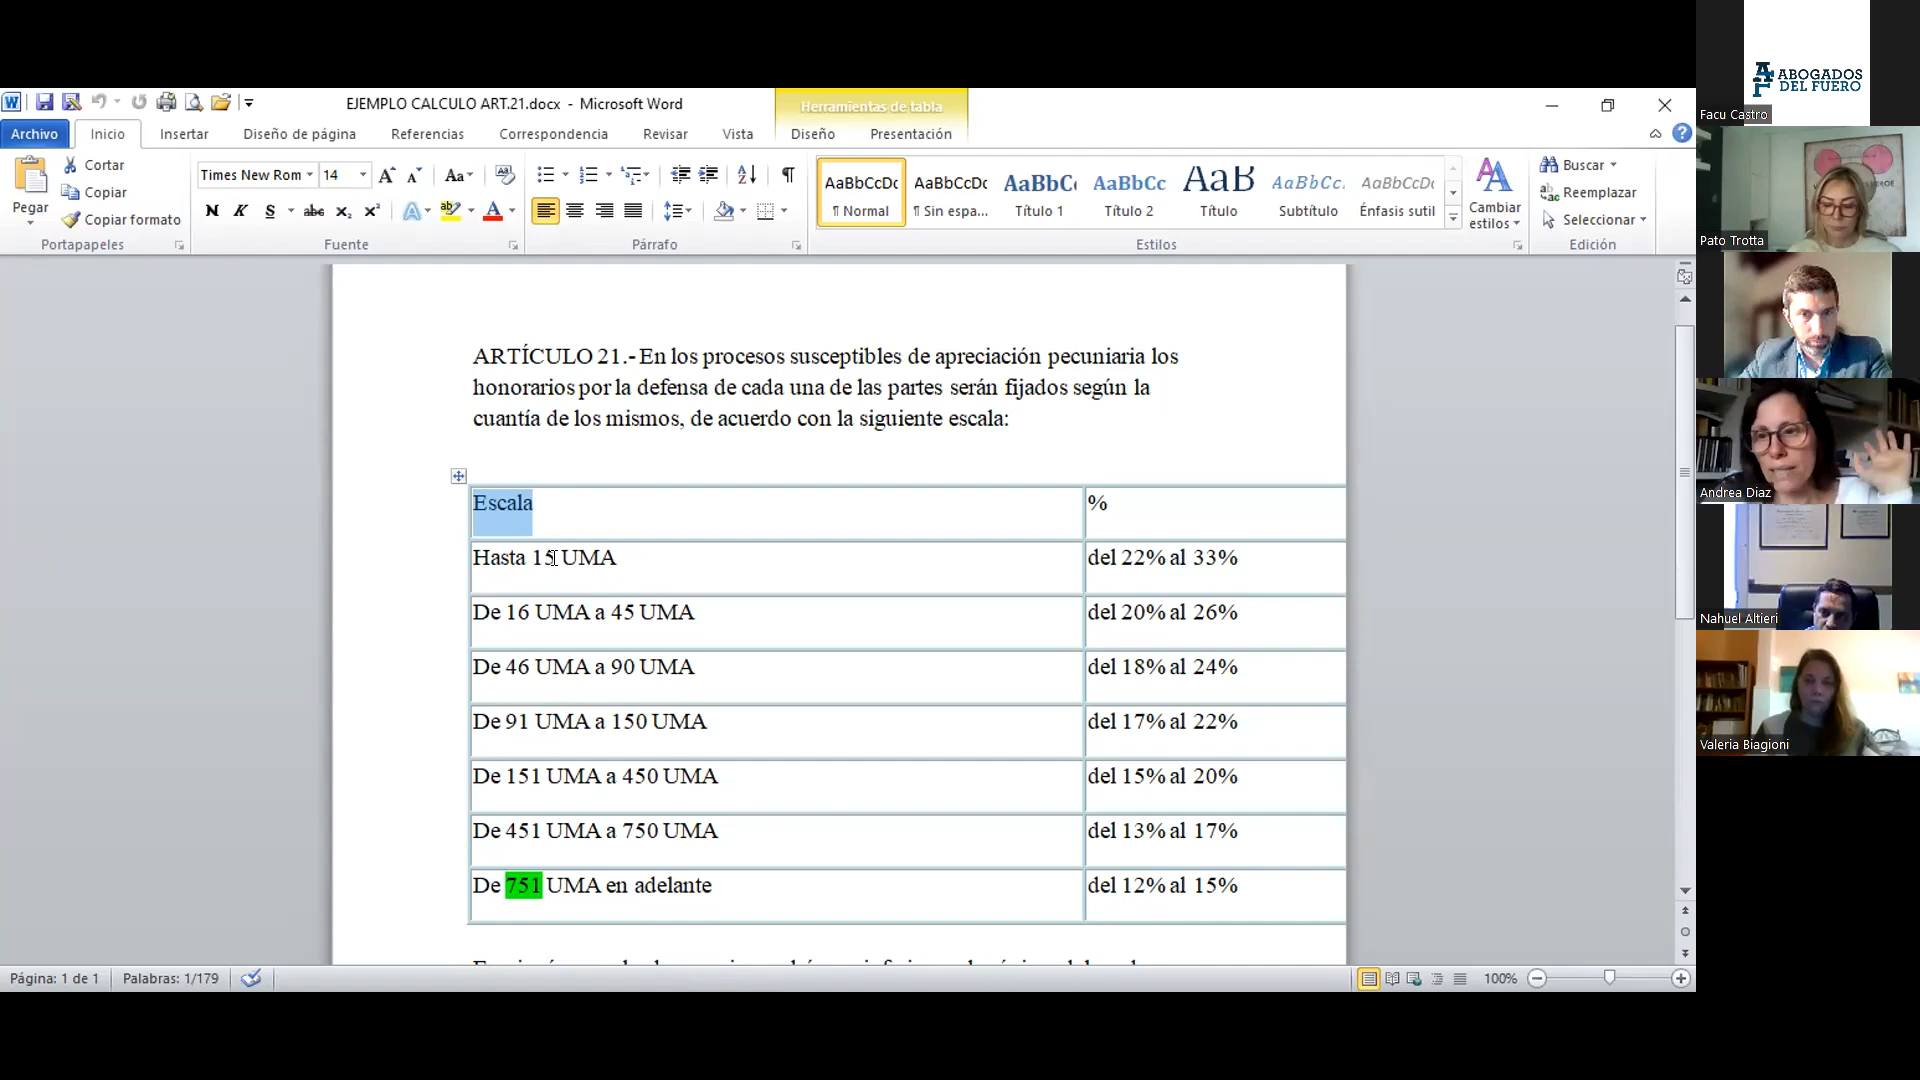 EJEMPLO CALCULO ART.21.docx - Microsoft Word
Herramientas de tabla
Archivo
Inicio
Insertar
Diseño de página
Referencias
Correspondencia
Revisar
Vista
Diseño
Presentación
Pegar
Cortar
Copiar
Copiar formato
Portapapeles
Times New Rom
14
Fuente
Párrafo
AaBbCcDc
¶ Normal
AaBbCcDc
¶ Sin espa...
AaBbC
Título 1
AaBbCc
Título 2
AaB
Título
AaBbCc.
Subtítulo
AaBbCcDc
Énfasis sutil
Cambiar
estilos
Estilos
Buscar
Reemplazar
Seleccionar
Edición
ARTÍCULO 21.- En los procesos susceptibles de apreciación pecuniaria los
honorarios por la defensa de cada una de las partes serán fijados según la
cuantía de los mismos, de acuerdo con la siguiente escala:
Escala %
Hasta 15 UMA del 22% al 33%
De 16 UMA a 45 UMA del 20% al 26%
De 46 UMA a 90 UMA del 18% al 24%
De 91 UMA a 150 UMA del 17% al 22%
De 151 UMA a 450 UMA del 15% al 20%
De 451 UMA a 750 UMA del 13% al 17%
De 751 UMA en adelante del 12% al 15%
Página: 1 de 1
Palabras: 1/179
100%
ABOGADOS
DEL FUERO
Facu Castro
Pato Trotta
Andrea Diaz
Nahuel Altieri
Valeria Biagioni